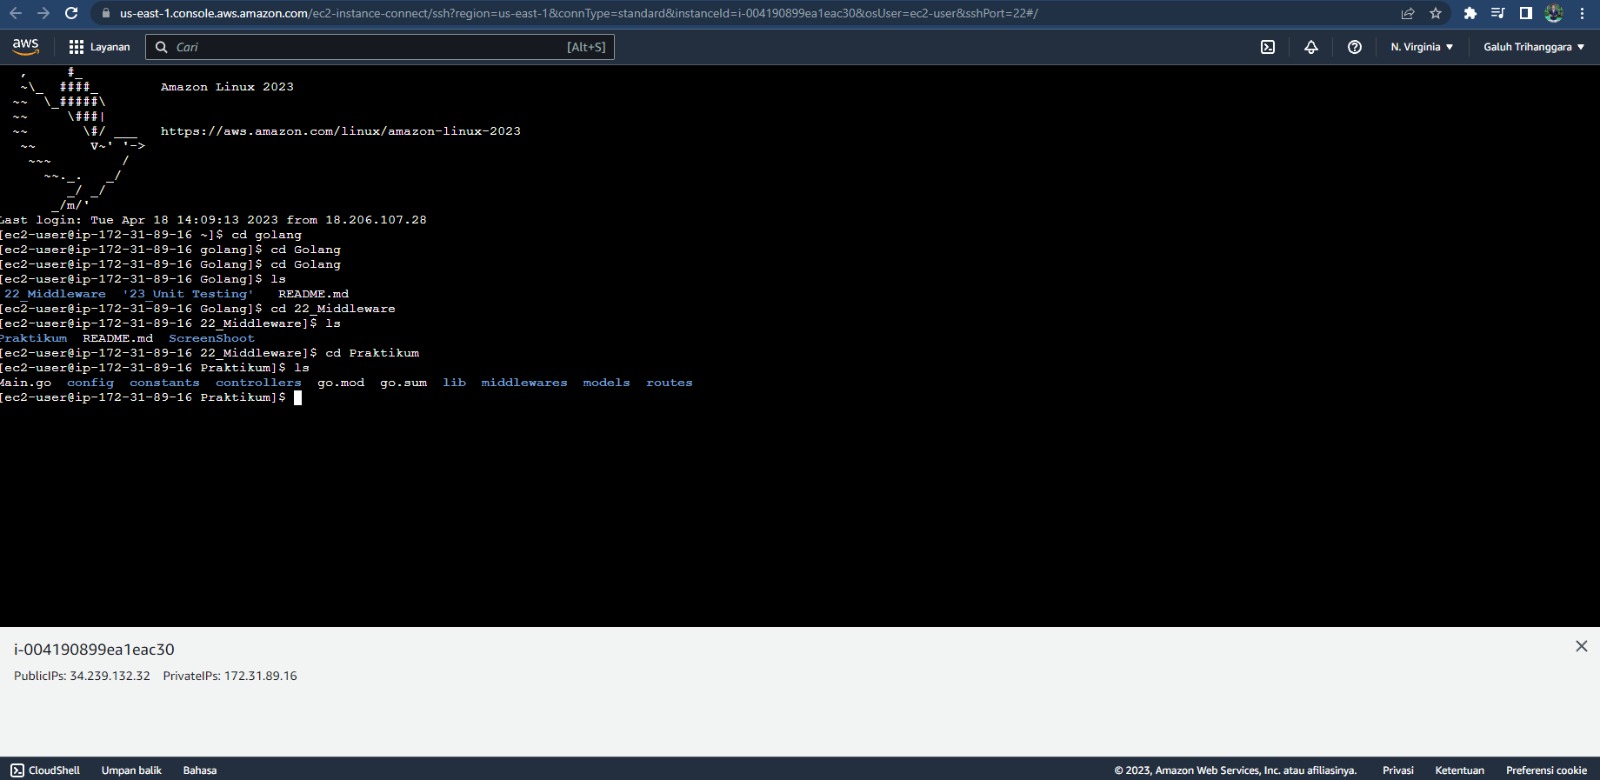 us-east-1.console.aws.amazon.com/ec2-instance-connect/ssh?region=us-east-1&connType=standard&instanceId=i-004190899ea1eac30&osUser=ec2-user&sshPort=22#/
aws Layanan Cari [Alt+S] N. Virginia ▼ Galuh Trihanggara ▼
   ,     #_
   ~\_  ####_        Amazon Linux 2023
  ~~  \_#####\
  ~~     \###|
  ~~       \#/ ___   https://aws.amazon.com/linux/amazon-linux-2023
   ~~       V~' '->
    ~~~         /
      ~~._.   _/
         _/ _/
       _/m/'
Last login: Tue Apr 18 14:09:13 2023 from 18.206.107.28
[ec2-user@ip-172-31-89-16 ~]$ cd golang
[ec2-user@ip-172-31-89-16 golang]$ cd Golang
[ec2-user@ip-172-31-89-16 Golang]$ cd Golang
[ec2-user@ip-172-31-89-16 Golang]$ ls
 22_Middleware  '23_Unit Testing'   README.md
[ec2-user@ip-172-31-89-16 Golang]$ cd 22_Middleware
[ec2-user@ip-172-31-89-16 22_Middleware]$ ls
Praktikum  README.md  ScreenShoot
[ec2-user@ip-172-31-89-16 22_Middleware]$ cd Praktikum
[ec2-user@ip-172-31-89-16 Praktikum]$ ls
Main.go  config  constants  controllers  go.mod  go.sum  lib  middlewares  models  routes
[ec2-user@ip-172-31-89-16 Praktikum]$
i-004190899ea1eac30
PublicIPs: 34.239.132.32 PrivateIPs: 172.31.89.16
CloudShell Umpan balik Bahasa © 2023, Amazon Web Services, Inc. atau afiliasinya. Privasi Ketentuan Preferensi cookie